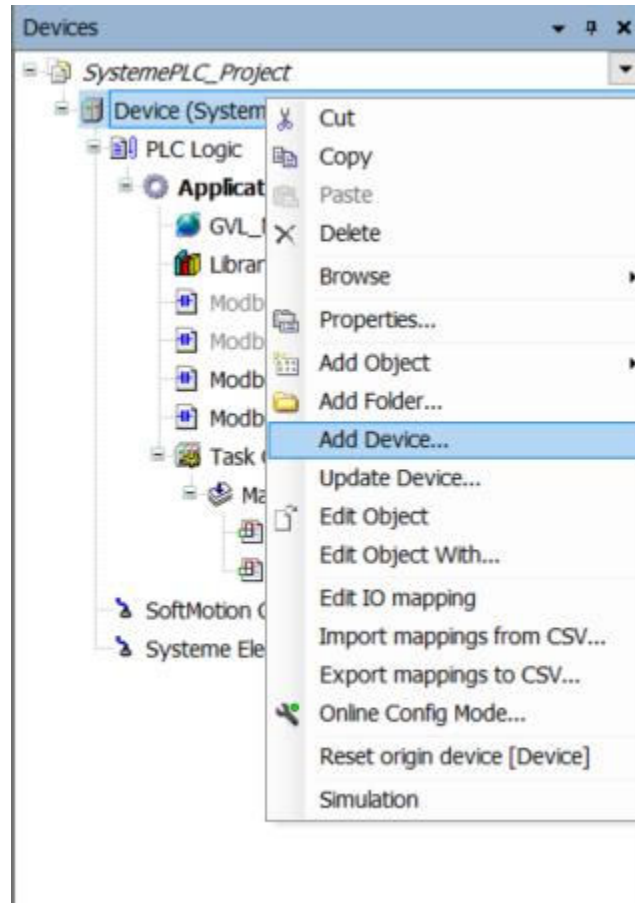 Devices
SystemePLC_Project
Device (System
PLC Logic
Applicat
GVL_
Librar
Modb
Modb
Modb
Modb
Task
Ma
SoftMotion
Systeme Ele
Cut
Copy
Paste
Delete
Browse
Properties...
Add Object
Add Folder...
Add Device...
Update Device...
Edit Object
Edit Object With...
Edit IO mapping
Import mappings from CSV...
Export mappings to CSV...
Online Config Mode...
Reset origin device [Device]
Simulation